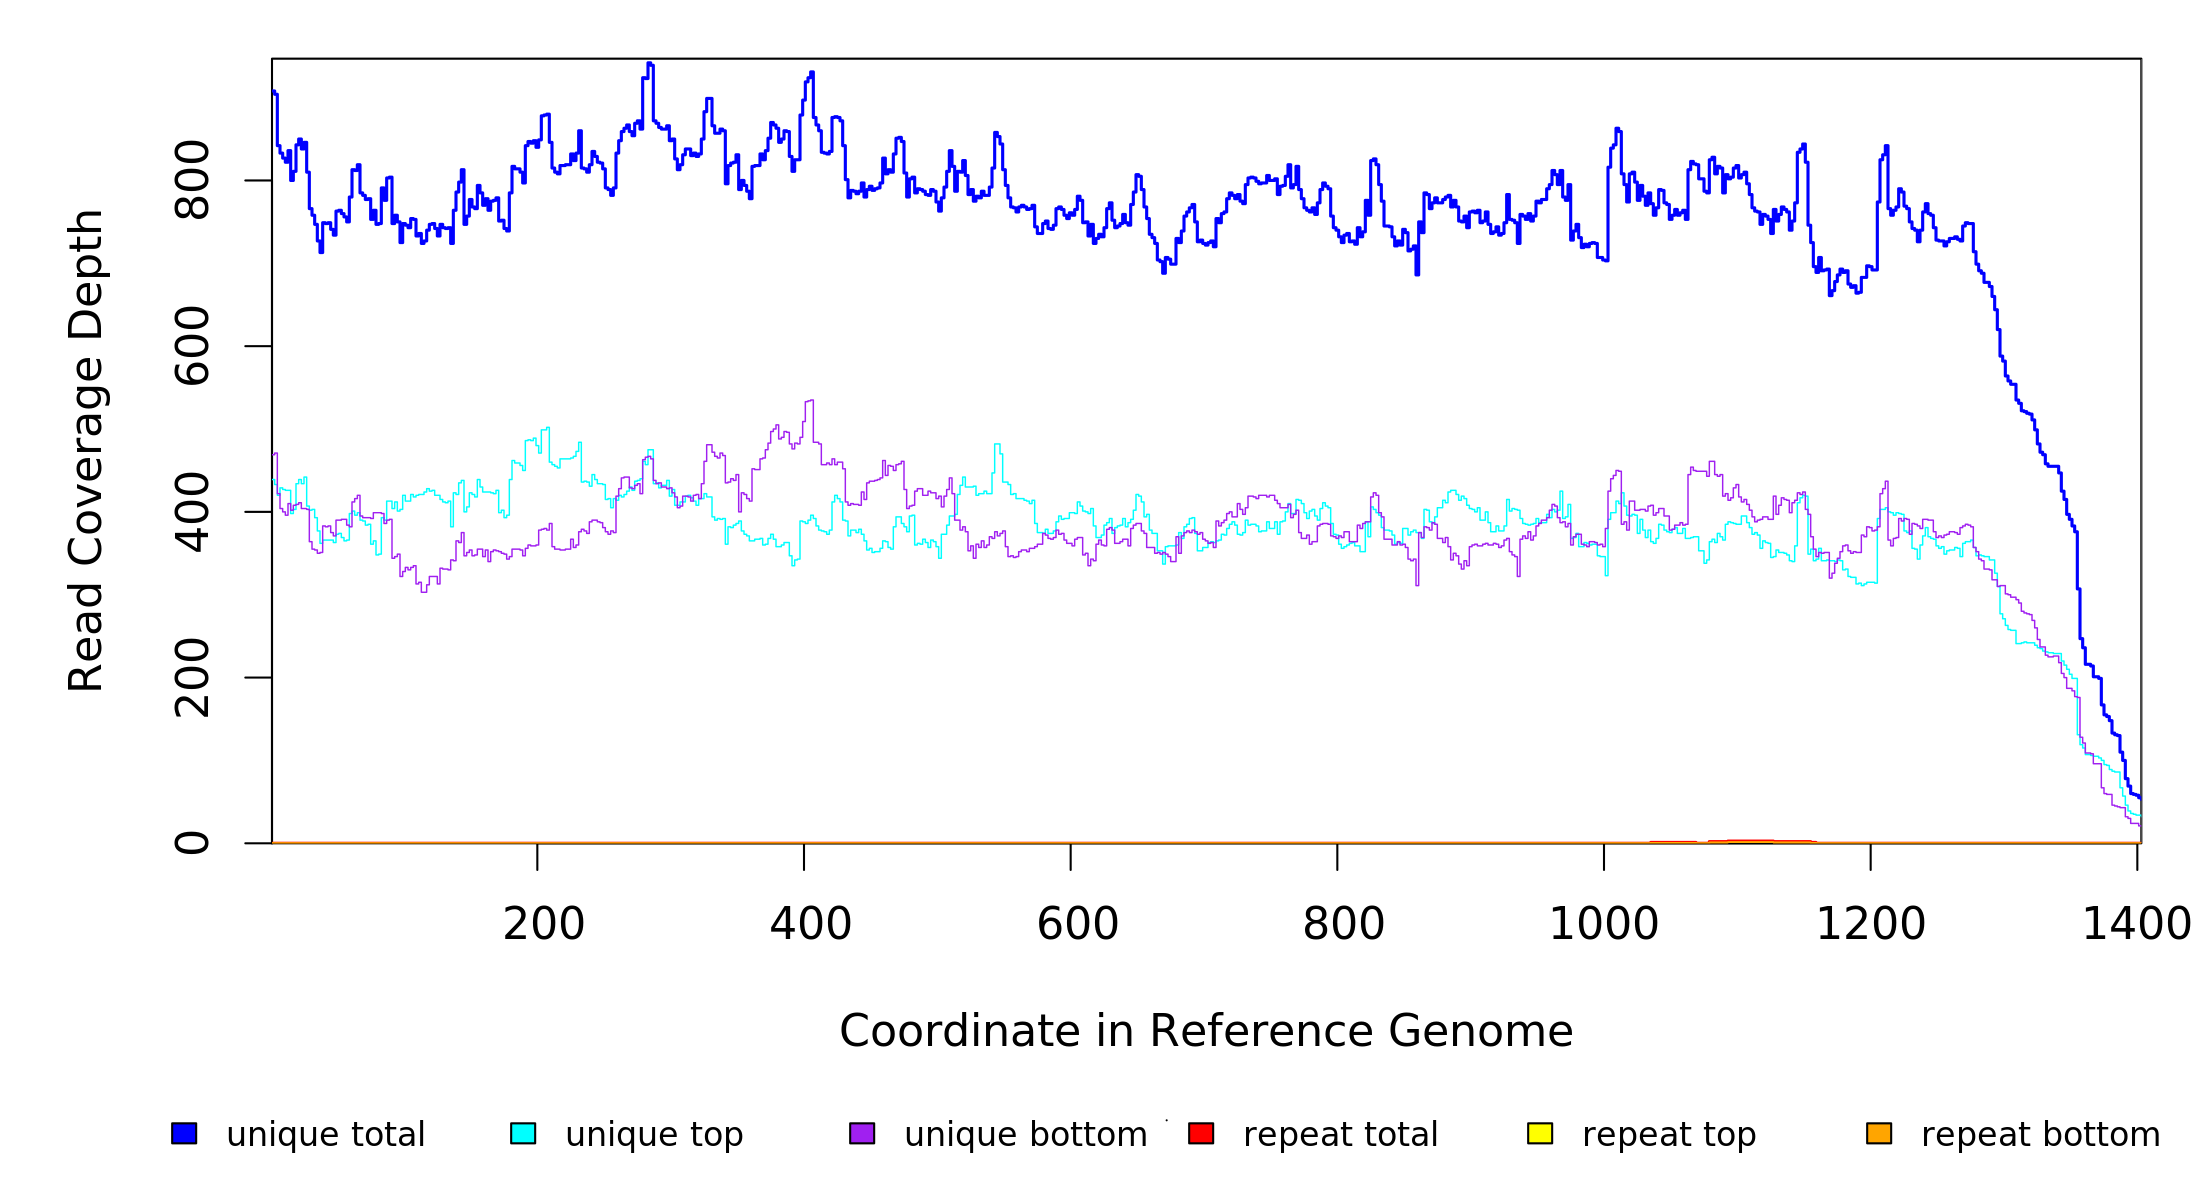 Read Coverage Depth
800
600
400
200
0
200 400 600 800 1000 1200 1400
Coordinate in Reference Genome
unique total unique top unique bottom repeat total repeat top repeat bottom